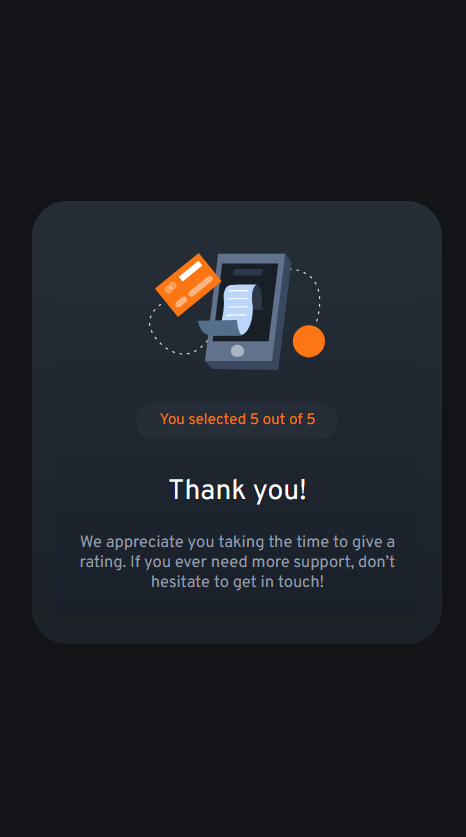 You selected 5 out of 5
Thank you!
We appreciate you taking the time to give a
rating. If you ever need more support, don’t
hesitate to get in touch!